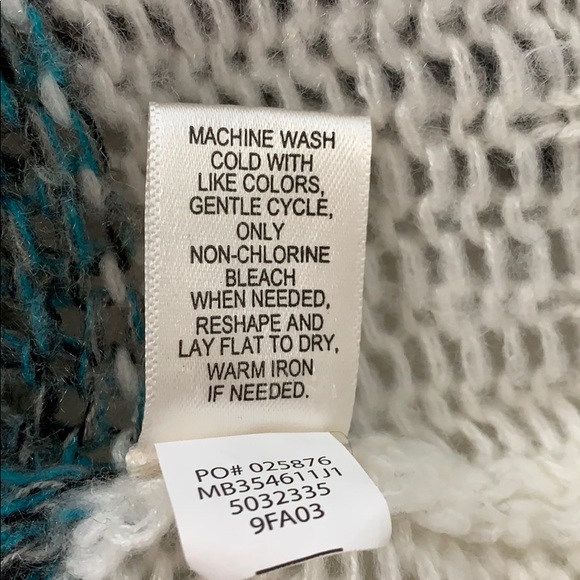 MACHINE WASH
COLD WITH
LIKE COLORS,
GENTLE CYCLE,
ONLY
NON-CHLORINE
BLEACH
WHEN NEEDED,
RESHAPE AND
LAY FLAT TO DRY,
WARM IRON
IF NEEDED.
PO# 025876
MB354611J1
5032335
9FA03